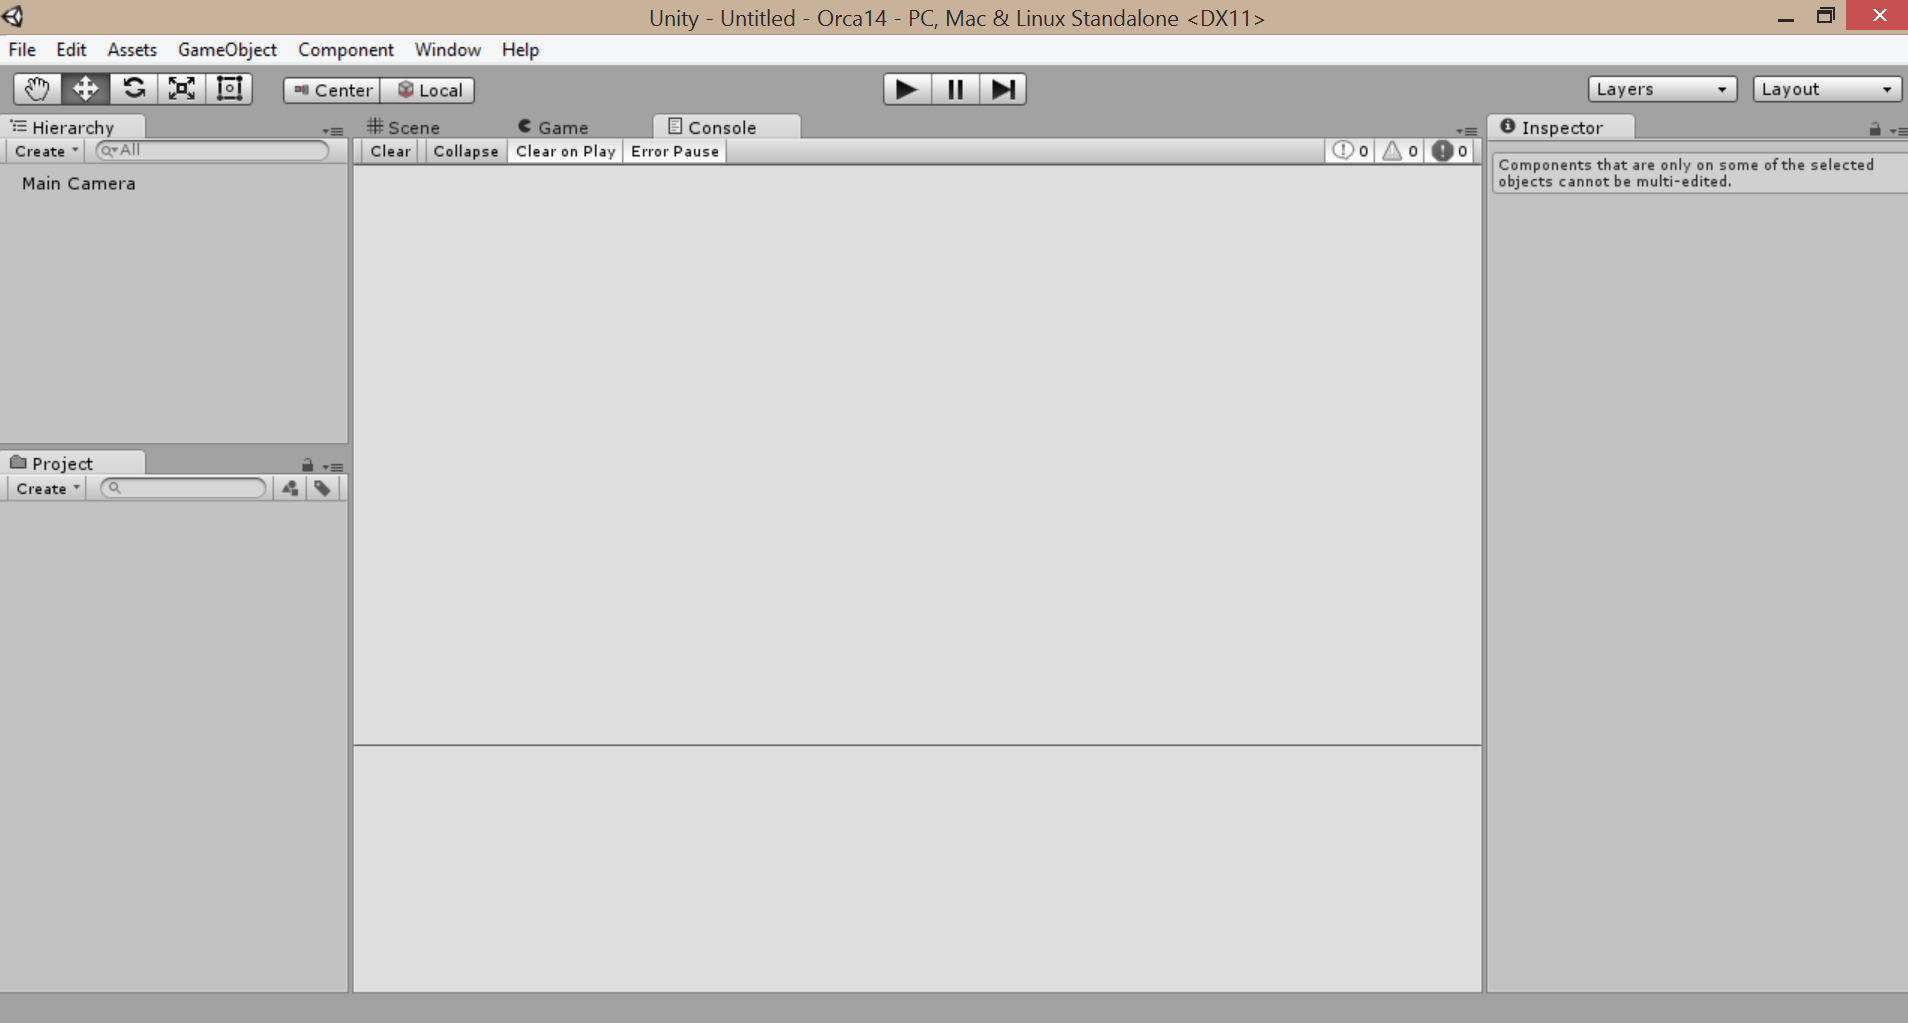 Unity - Untitled - Orca14 - PC, Mac & Linux Standalone <DX11>
File Edit Assets GameObject Component Window Help
Center Local Layers Layout
Hierarchy Scene Game Console Inspector
Create All Clear Collapse Clear on Play Error Pause 0 0 0
Components that are only on some of the selected
objects cannot be multi-edited.
Main Camera
Project
Create